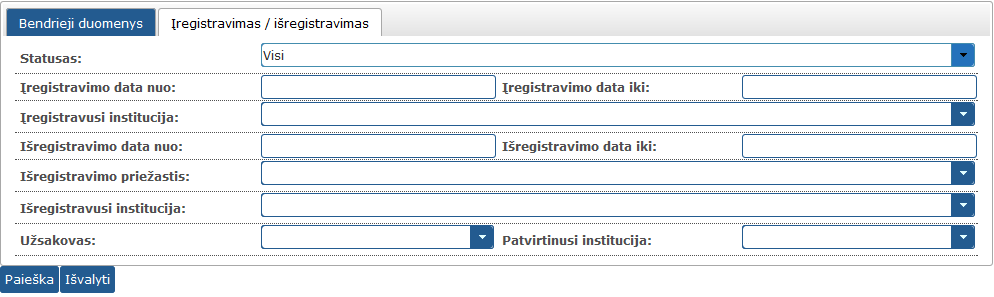 Bendrieji duomenys Įregistravimas / išregistravimas
Statusas: Visi
Įregistravimo data nuo: Įregistravimo data iki:
Įregistravusi institucija:
Išregistravimo data nuo: Išregistravimo data iki:
Išregistravimo priežastis:
Išregistravusi institucija:
Užsakovas: Patvirtinusi institucija:
Paieška Išvalyti